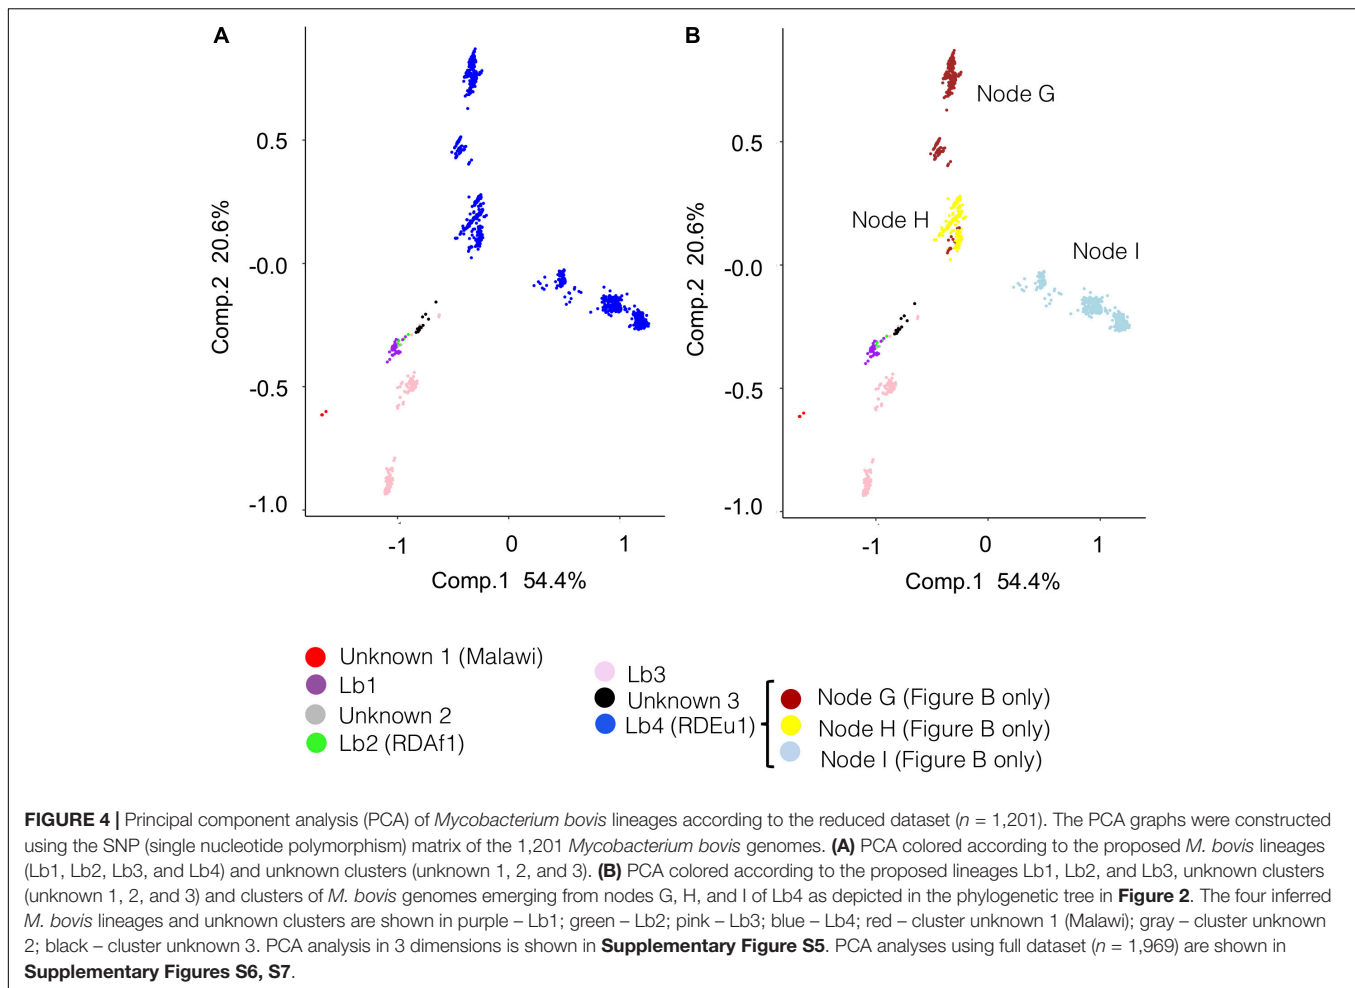 A
B
0.5
-0.0
-0.5
-1.0
Comp.2 20.6%
-1
0
1
Comp.1 54.4%
0.5
-0.0
-0.5
-1.0
Comp.2 20.6%
Node G
Node H
Node I
-1
0
1
Comp.1 54.4%
Unknown 1 (Malawi)
Lb1
Unknown 2
Lb2 (RDAf1)
Lb3
Unknown 3
Lb4 (RDEu1)
Node G (Figure B only)
Node H (Figure B only)
Node I (Figure B only)
FIGURE 4 | Principal component analysis (PCA) of Mycobacterium bovis lineages according to the reduced dataset (n = 1,201). The PCA graphs were constructed
using the SNP (single nucleotide polymorphism) matrix of the 1,201 Mycobacterium bovis genomes. (A) PCA colored according to the proposed M. bovis lineages
(Lb1, Lb2, Lb3, and Lb4) and unknown clusters (unknown 1, 2, and 3). (B) PCA colored according to the proposed lineages Lb1, Lb2, and Lb3, unknown clusters
(unknown 1, 2, and 3) and clusters of M. bovis genomes emerging from nodes G, H, and I of Lb4 as depicted in the phylogenetic tree in Figure 2. The four inferred
M. bovis lineages and unknown clusters are shown in purple – Lb1; green – Lb2; pink – Lb3; blue – Lb4; red – cluster unknown 1 (Malawi); gray – cluster unknown
2; black – cluster unknown 3. PCA analysis in 3 dimensions is shown in Supplementary Figure S5. PCA analyses using full dataset (n = 1,969) are shown in
Supplementary Figures S6, S7.